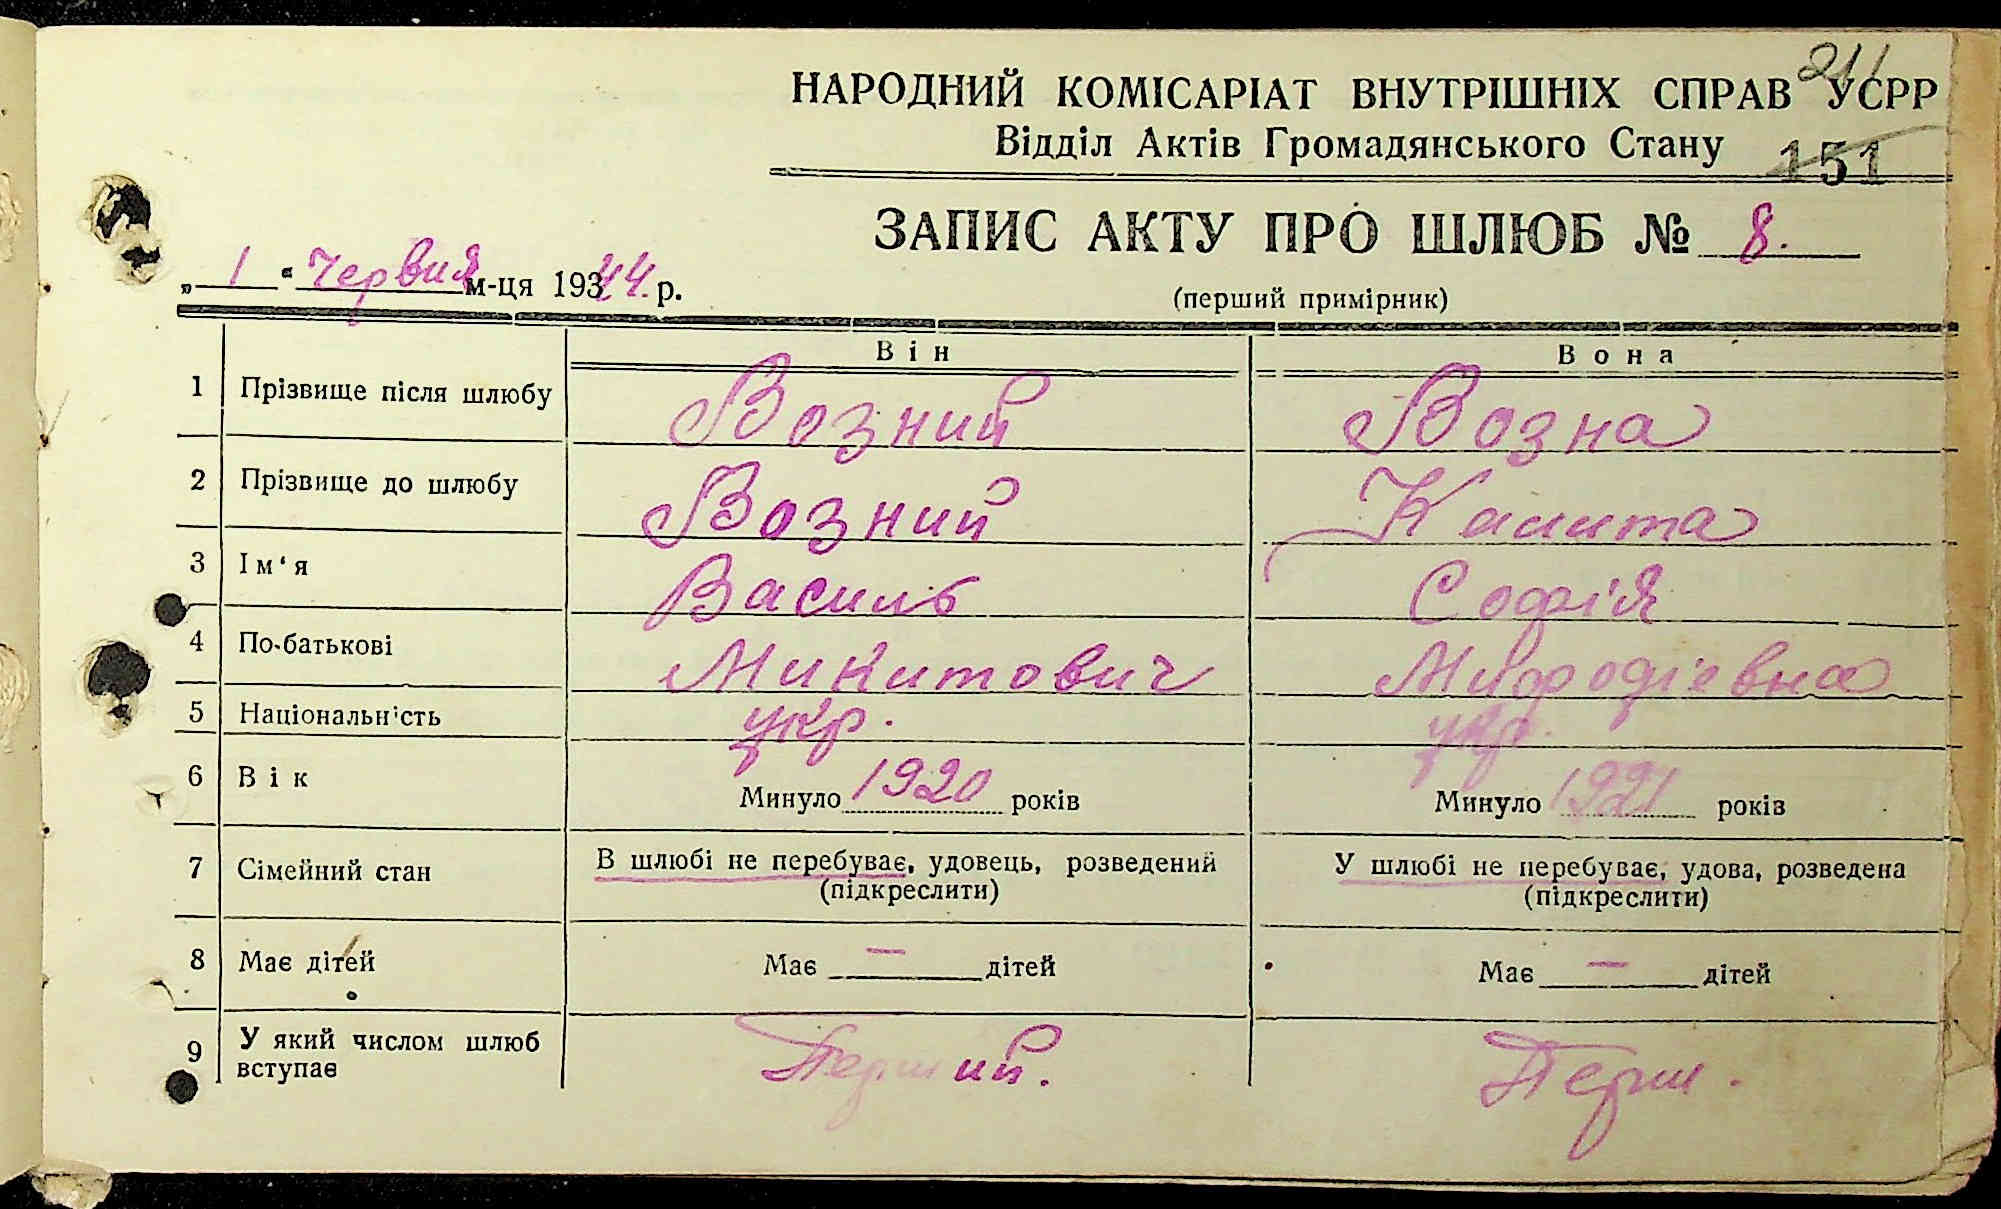 211
НАРОДНИЙ КОМІСАРІАТ ВНУТРІШНІХ СПРАВ УСРР
Відділ Актів Громадянського Стану
151
ЗАПИС АКТУ ПРО ШЛЮБ № 8.
„ 1 “ Червня м-ця 1944 р.
(перший примірник)
Він Вона
1 Прізвище після шлюбу Возний Возна
2 Прізвище до шлюбу Возний
3 Ім‘я Василь Софія
4 По-батькові Микитович Мифодієвна
5 Національність укр. укр.
6 Вік Минуло 1920 років Минуло 1921 років
7 Сімейний стан В шлюбі не перебуває, удовець, розведений У шлюбі не перебуває, удова, розведена
(підкреслити) (підкреслити)
8 Має дітей Має — дітей Має — дітей
9 У який числом шлюб вступає Перший. Перш.